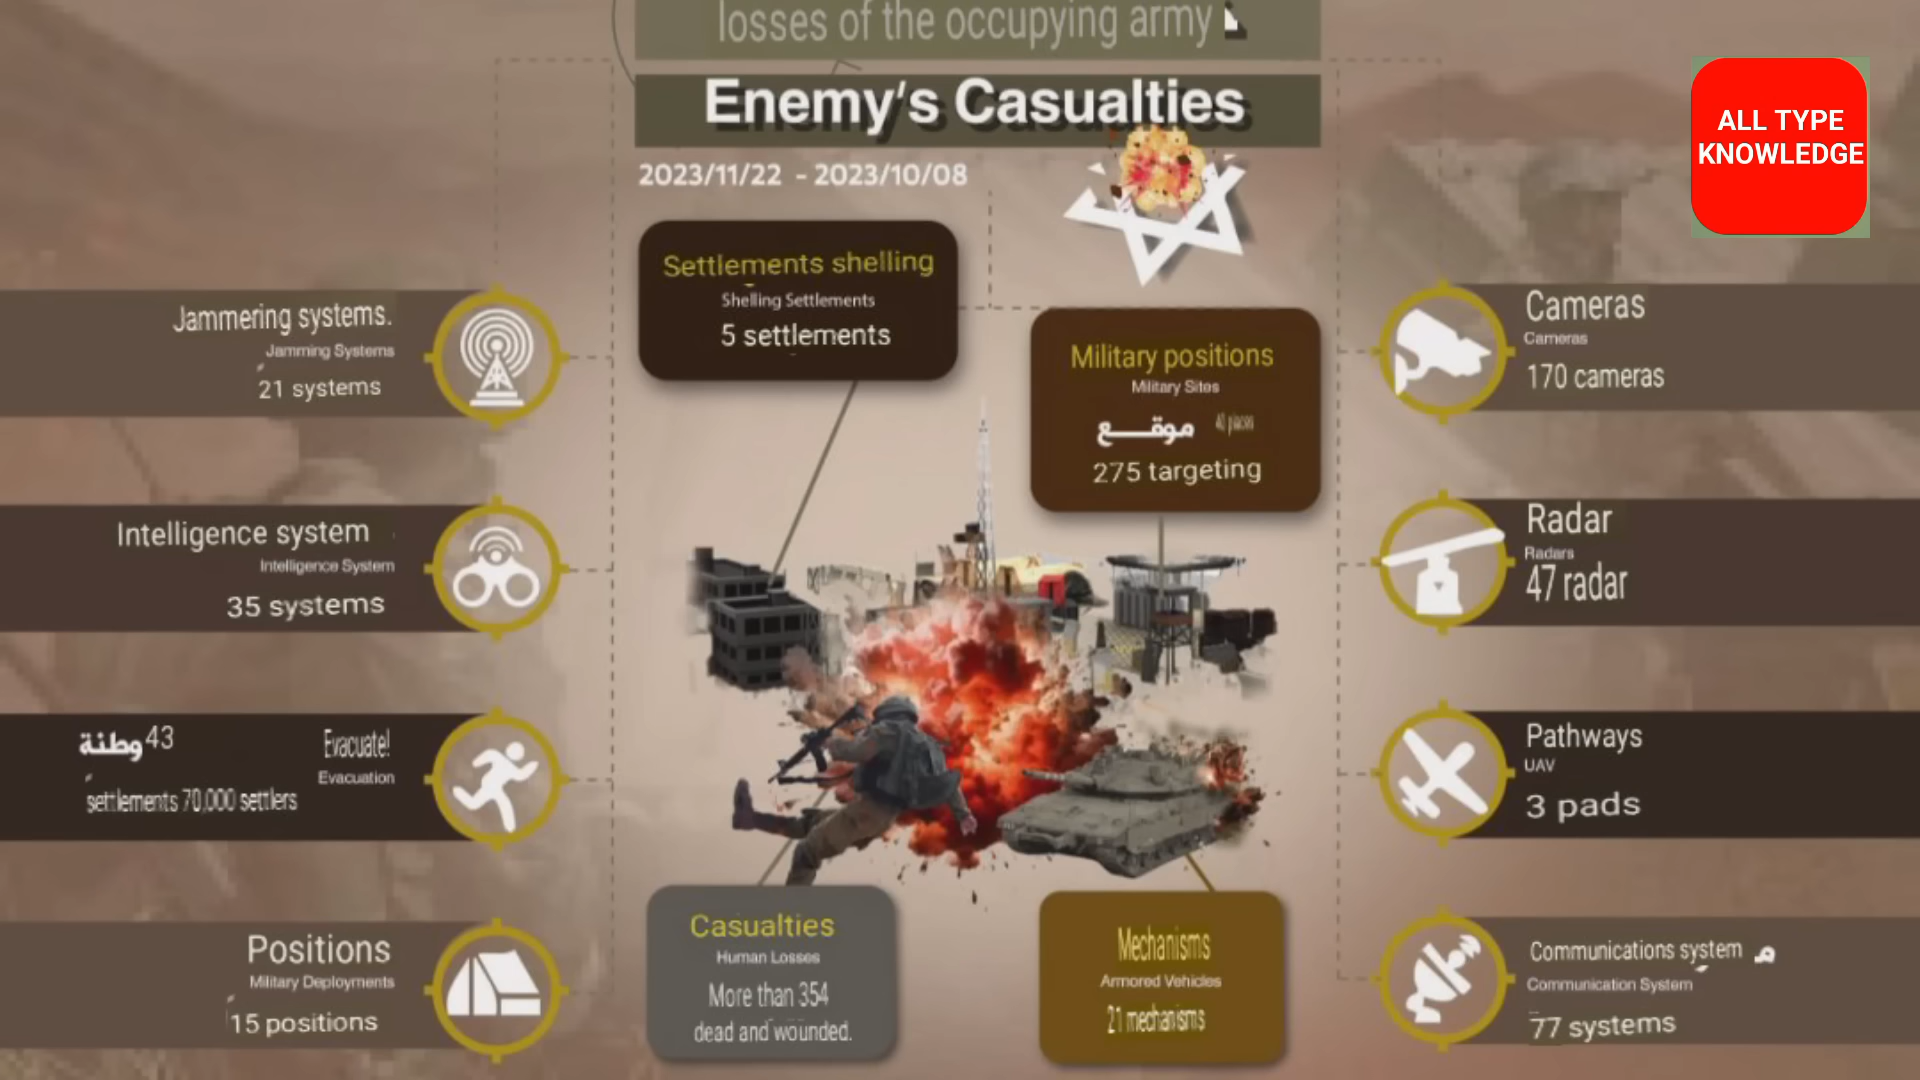 losses of the occupying army
Enemy's Casualties
2023/11/22 - 2023/10/08
ALL TYPE
KNOWLEDGE
Settlements shelling
Shelling Settlements
5 settlements
Military positions
Military Sites
موقـــــع
275 targeting
Jammering systems.
Jamming Systems
21 systems
Intelligence system
Intelligence System
35 systems
Evacuate!
Evacuation
43 وطنة
settlements 70,000 settlers
Positions
Military Deployments
15 positions
Casualties
Human Losses
More than 354
dead and wounded.
Mechanisms
Armored Vehicles
21 mechanisms
Cameras
Cameras
170 cameras
Radar
Radars
47 radar
Pathways
UAV
3 pads
Communications system م
Communication System
77 systems